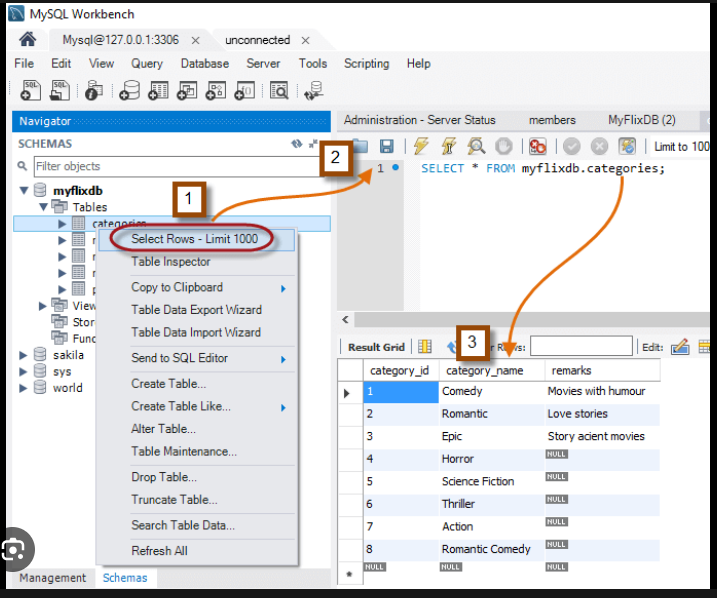 MySQL Workbench
Mysql@127.0.0.1:3306 × unconnected ×
File Edit View Query Database Server Tools Scripting Help
Navigator
SCHEMAS
Filter objects
myflixdb
Tables
categories
Select Rows - Limit 1000
Table Inspector
Copy to Clipboard
Table Data Export Wizard
Table Data Import Wizard
Send to SQL Editor
Create Table...
Create Table Like...
Alter Table...
Table Maintenance...
Drop Table...
Truncate Table...
Search Table Data...
Refresh All
View
Stor
Func
sakila
sys
world
Management Schemas
1
2
3
Administration - Server Status members MyFlixDB (2)
Limit to 100
1 SELECT * FROM myflixdb.categories;
Result Grid Rows: Edit:
category_id category_name remarks
1 Comedy Movies with humour
2 Romantic Love stories
3 Epic Story acient movies
4 Horror NULL
5 Science Fiction NULL
6 Thriller NULL
7 Action NULL
8 Romantic Comedy NULL
NULL NULL NULL